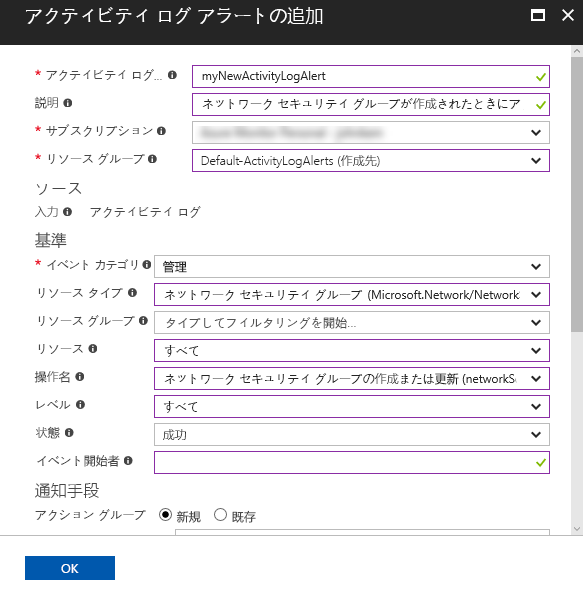 アクティビティ ログ アラートの追加
* アクティビティ ログ... myNewActivityLogAlert
説明 ネットワーク セキュリティ グループが作成されたときにア
* サブスクリプション
* リソース グループ Default-ActivityLogAlerts (作成先)
ソース
入力 アクティビティ ログ
基準
* イベント カテゴリ 管理
リソース タイプ ネットワーク セキュリティ グループ (Microsoft.Network/Network
リソース グループ タイプしてフィルタリングを開始...
リソース すべて
操作名 ネットワーク セキュリティ グループの作成または更新 (networkSe
レベル すべて
状態 成功
イベント開始者
通知手段
アクション グループ 新規 既存
OK